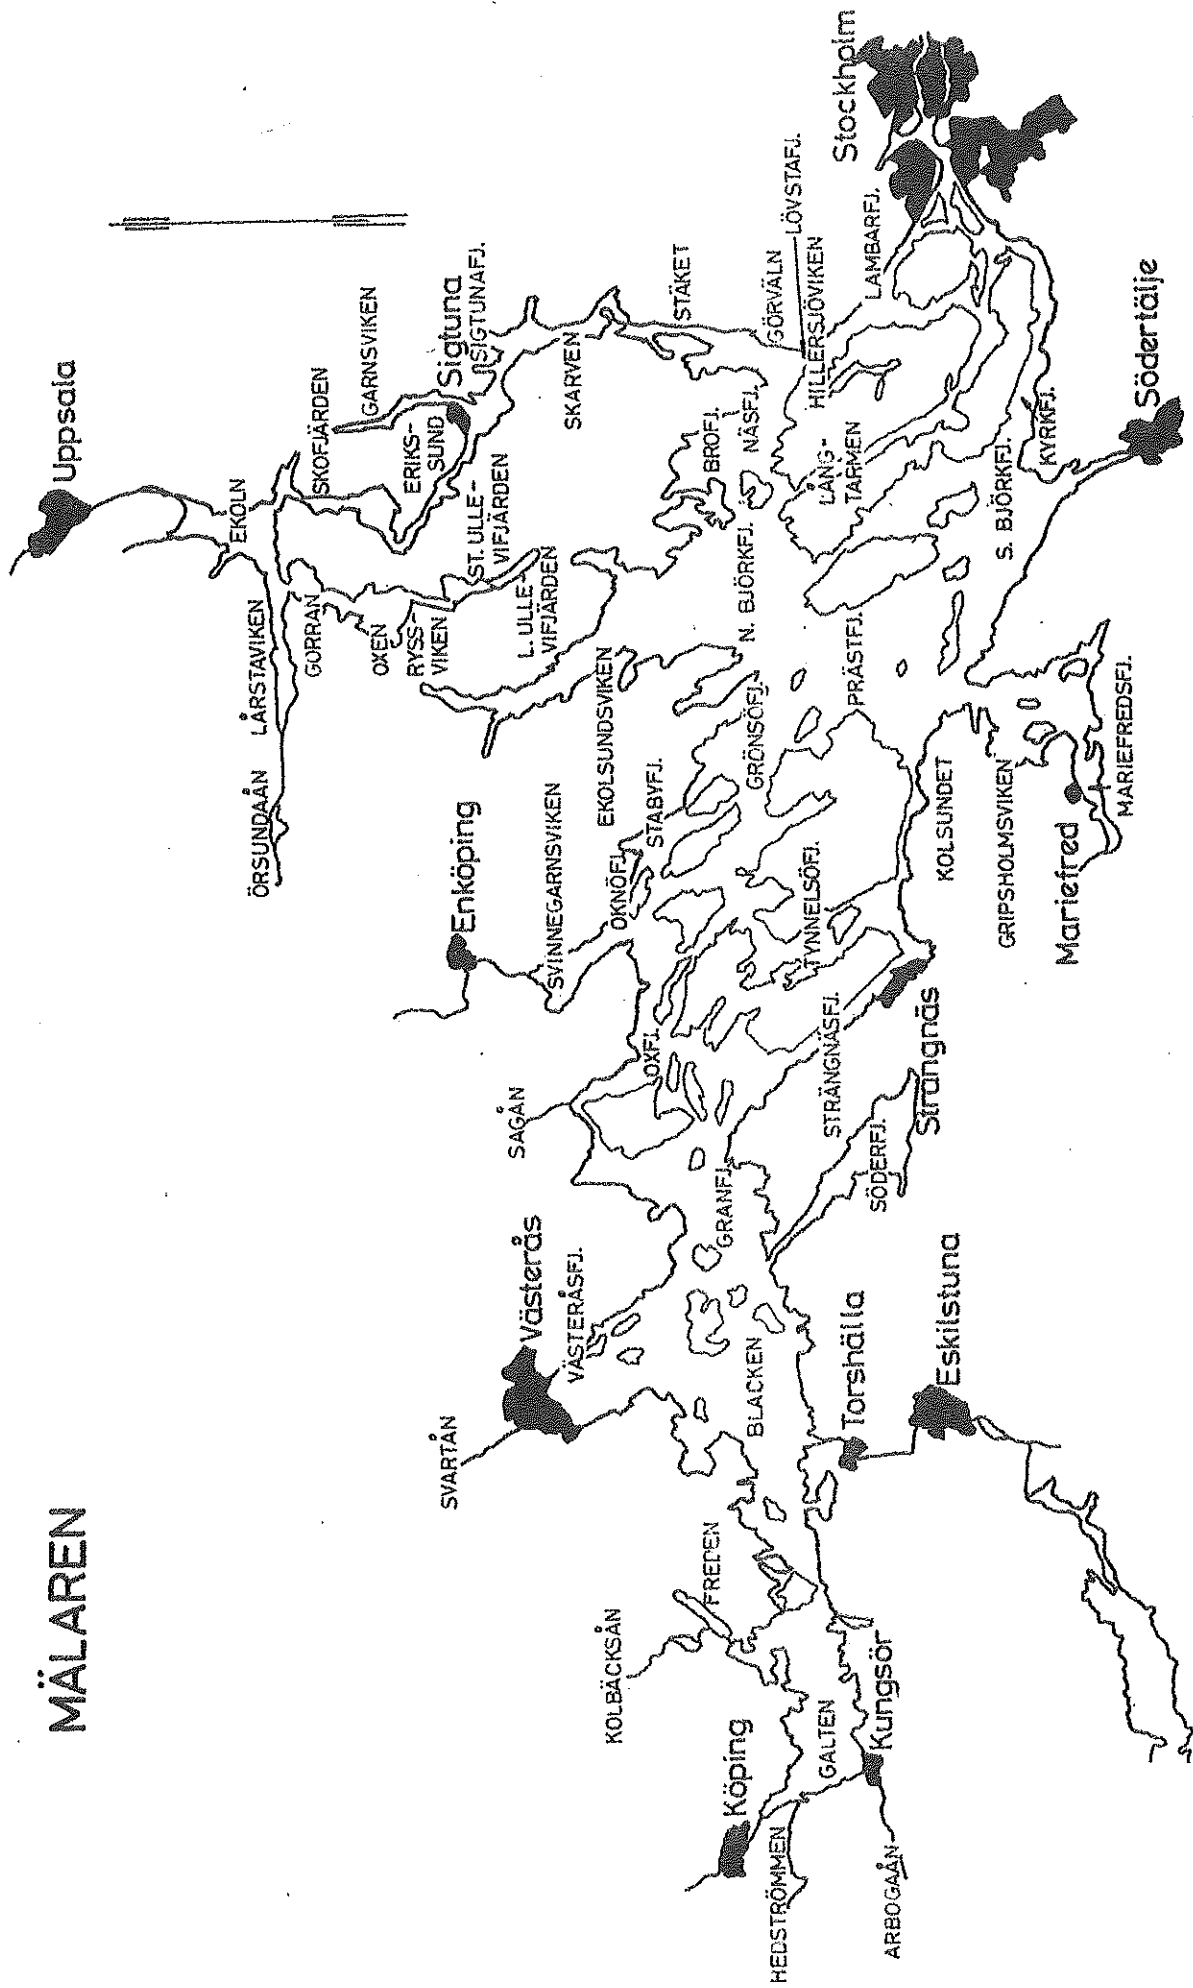 MÄLAREN
Uppsala
EKOLN
SKOFJÄRDEN
GARNSVIKEN
LÅRSTAVIKEN
ÖRSUNDAÅN
GORRAN
OXEN
RYSS-
VIKEN
ERIKS-
SUND
Sigtuna
SIGTUNAFJ.
ST. ULLE-
VIFJÄRDEN
L. ULLE-
VIFJÄRDEN
SKARVEN
STÄKET
Enköping
SVINNEGARNSVIKEN
EKOLSUNDSVIKEN
OKNÖFJ.
STABYFJ.
SAGÅN
OXFJ.
Västerås
VÄSTERÅSFJ.
SVARTÅN
BROFJ.
NÄSFJ.
GÖRVÄLN
LÖVSTAFJ.
HILLERSJÖVIKEN
LAMBARFJ.
Stockholm
N. BJÖRKFJ.
GRÖNSÖFJ.
LÅNG-
TARMEN
PRÄSTFJ.
TYNNELSÖFJ.
STRÄNGNÄSFJ.
GRANFJ.
BLACKEN
FREDEN
KOLBÄCKSÅN
Köping
HEDSTRÖMMEN
GALTEN
Kungsör
ARBOGAÅN
Torshälla
Eskilstuna
SÖDERFJ.
Strängnäs
KOLSUNDET
GRIPSHOLMSVIKEN
Mariefred
MARIEFREDSFJ.
S. BJÖRKFJ.
KYRKFJ.
Södertälje